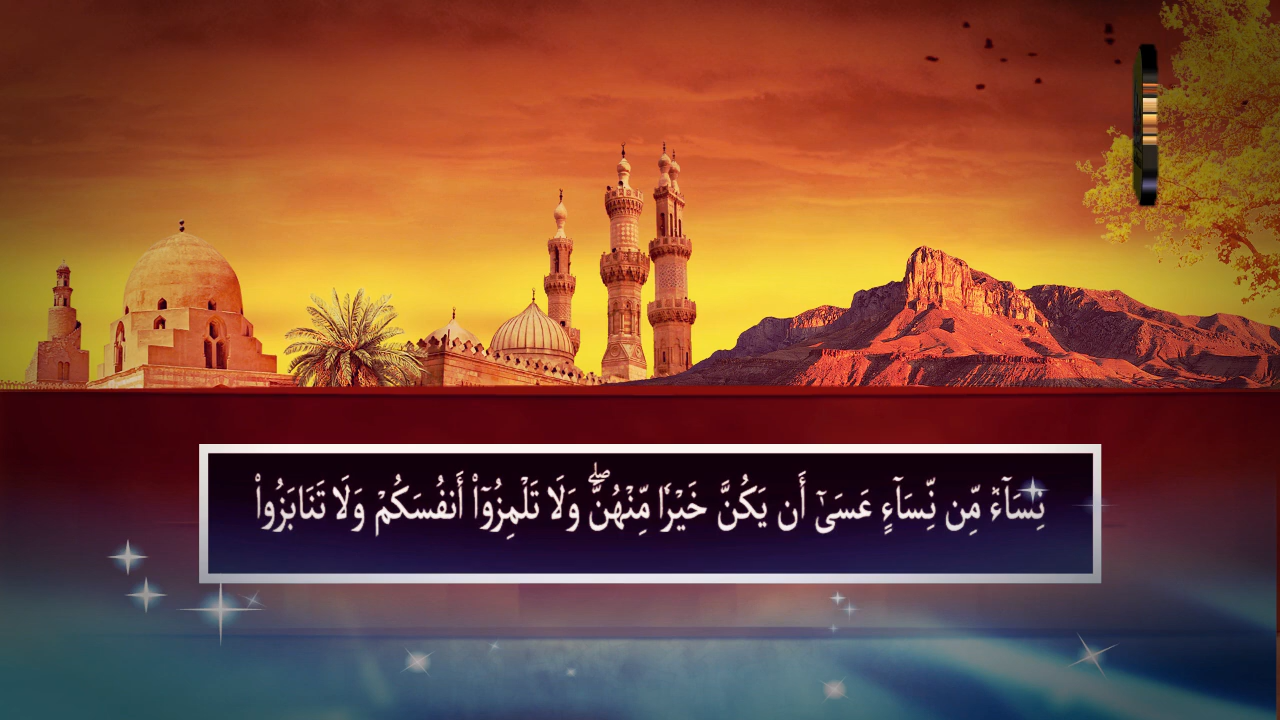 نِسَآءٌ مِّن نِّسَآءٍ عَسَىٰٓ أَن يَكُنَّ خَيْرًا مِّنْهُنَّ ۖ وَلَا تَلْمِزُوٓا۟ أَنفُسَكُمْ وَلَا تَنَابَزُوا۟